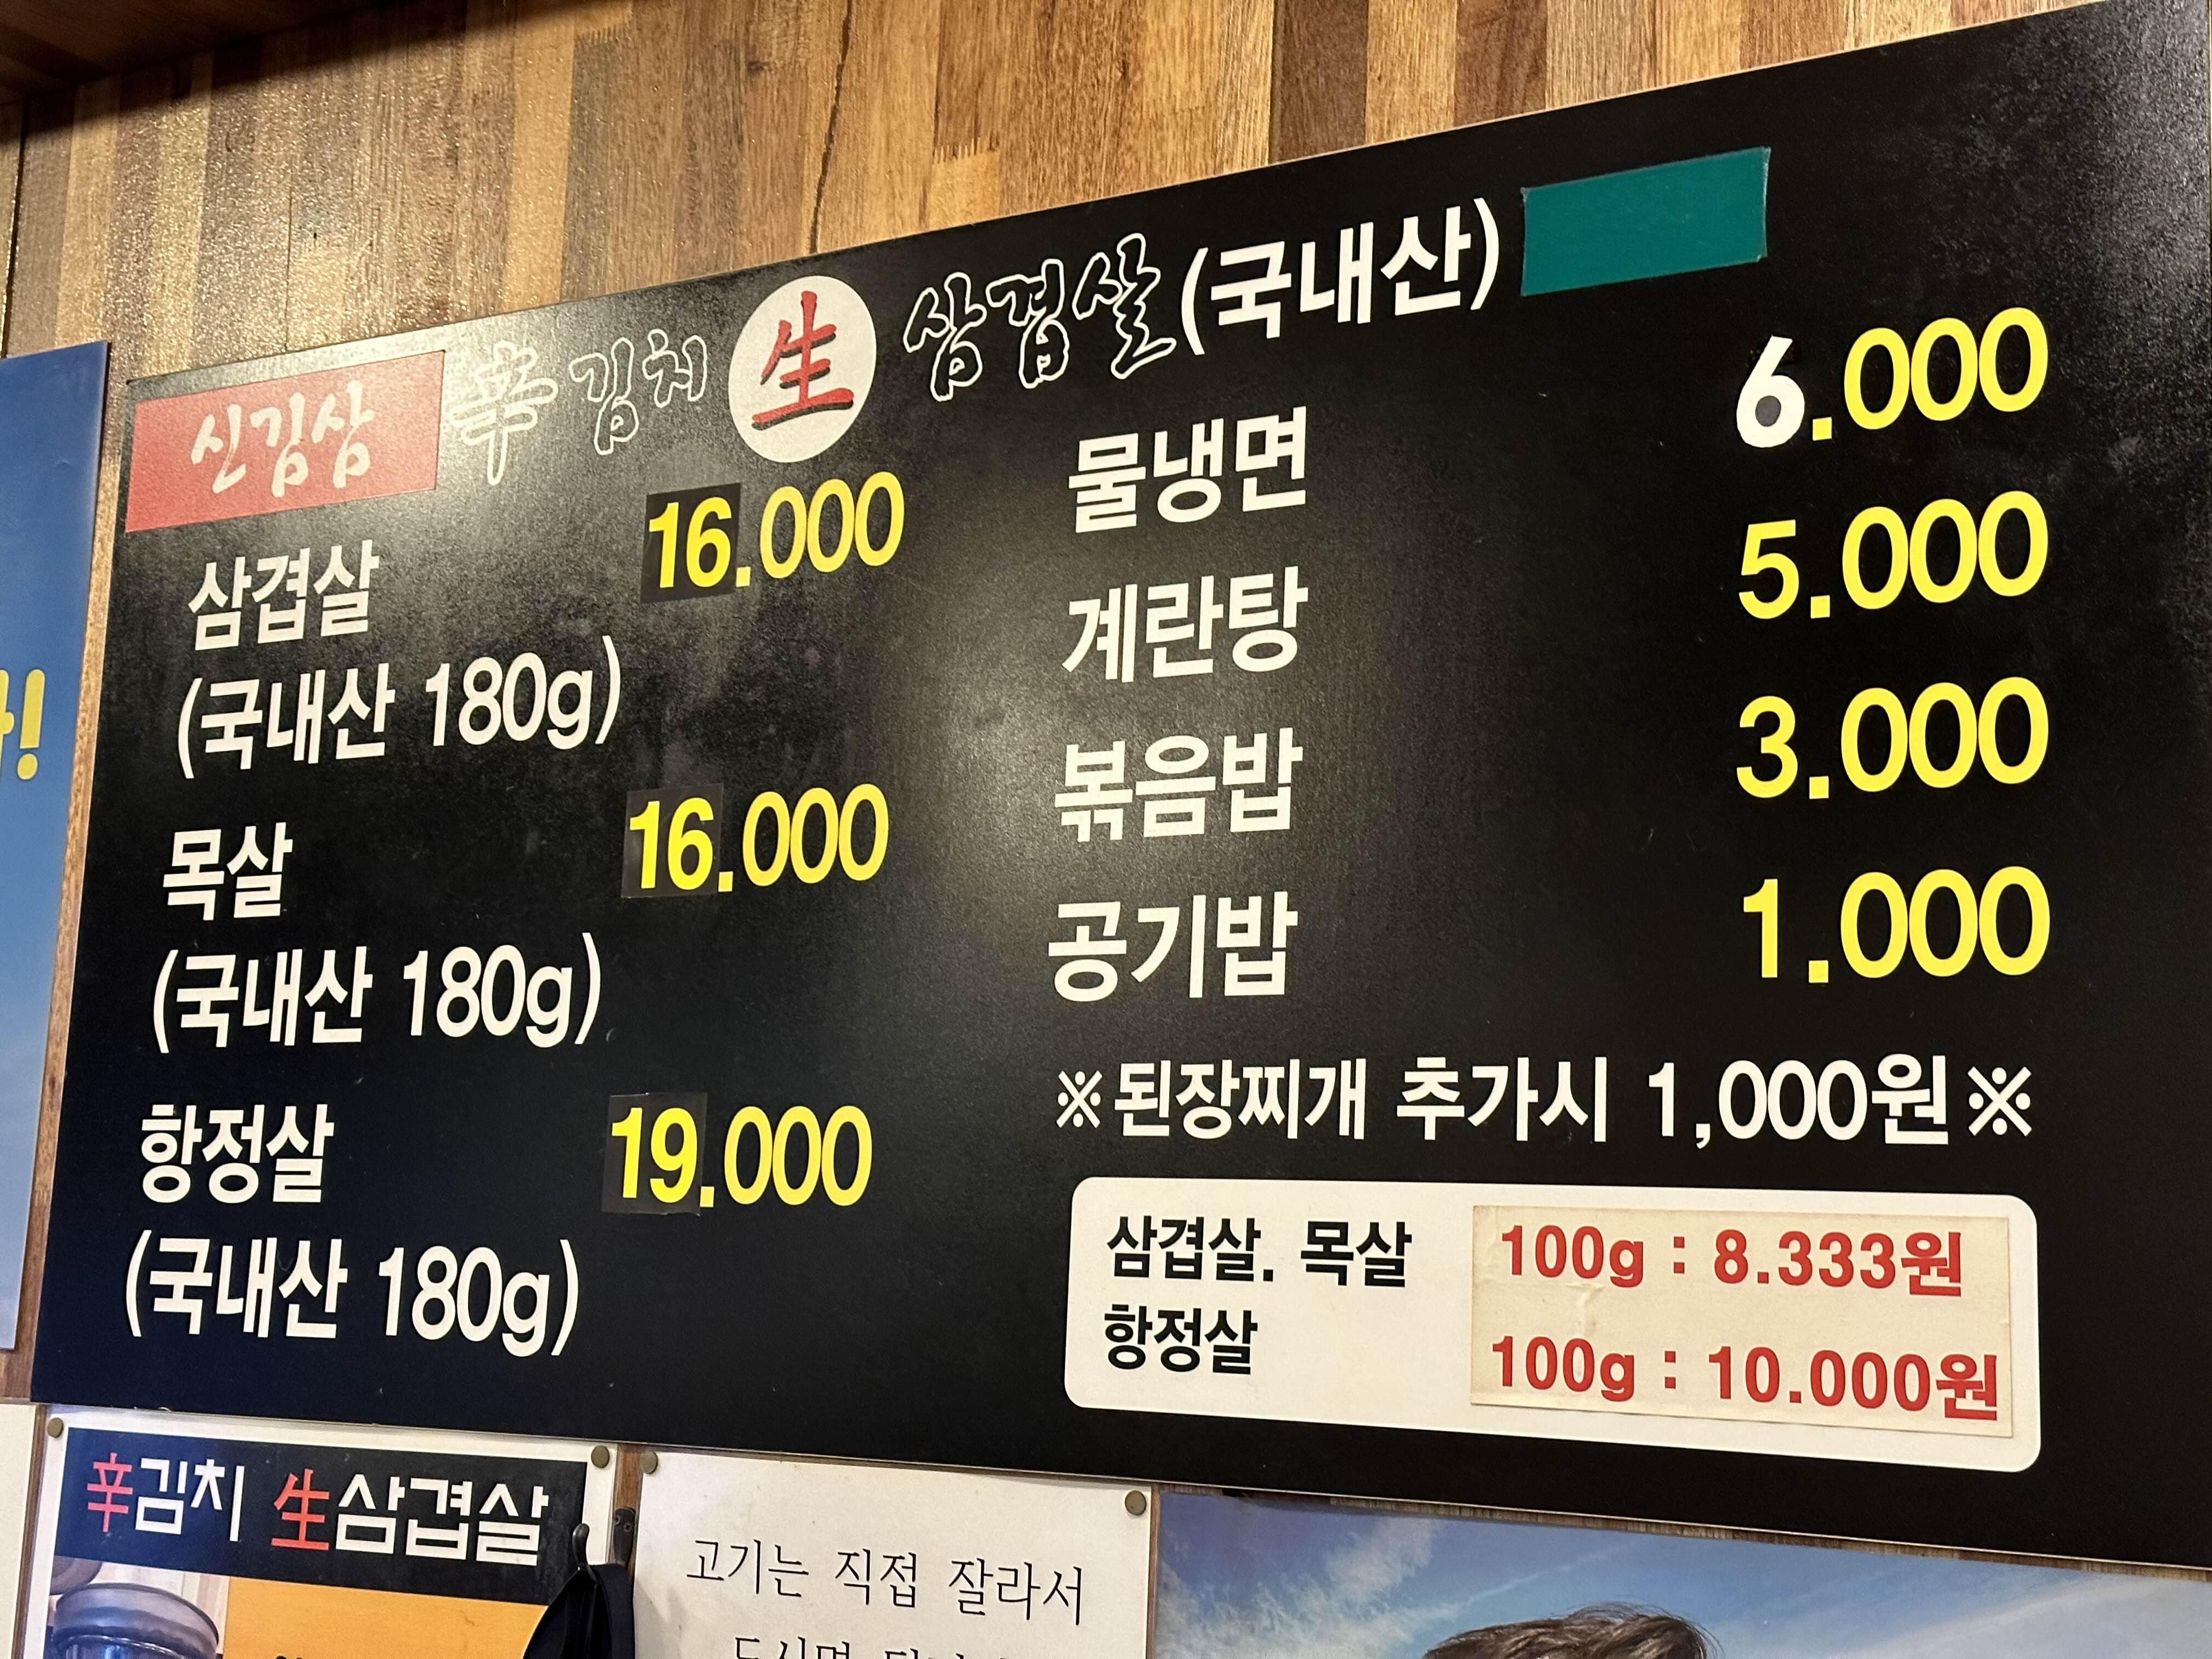 신김삼 辛 김치 生 삼겹살 (국내산)
삼겹살 16.000
(국내산 180g)
목살 16.000
(국내산 180g)
항정살 19.000
(국내산 180g)
물냉면 6.000
계란탕 5.000
볶음밥 3.000
공기밥 1.000
※된장찌개 추가시 1,000원※
삼겹살. 목살 100g : 8.333원
항정살 100g : 10.000원
辛김치 生삼겹살
고기는 직접 잘라서
!